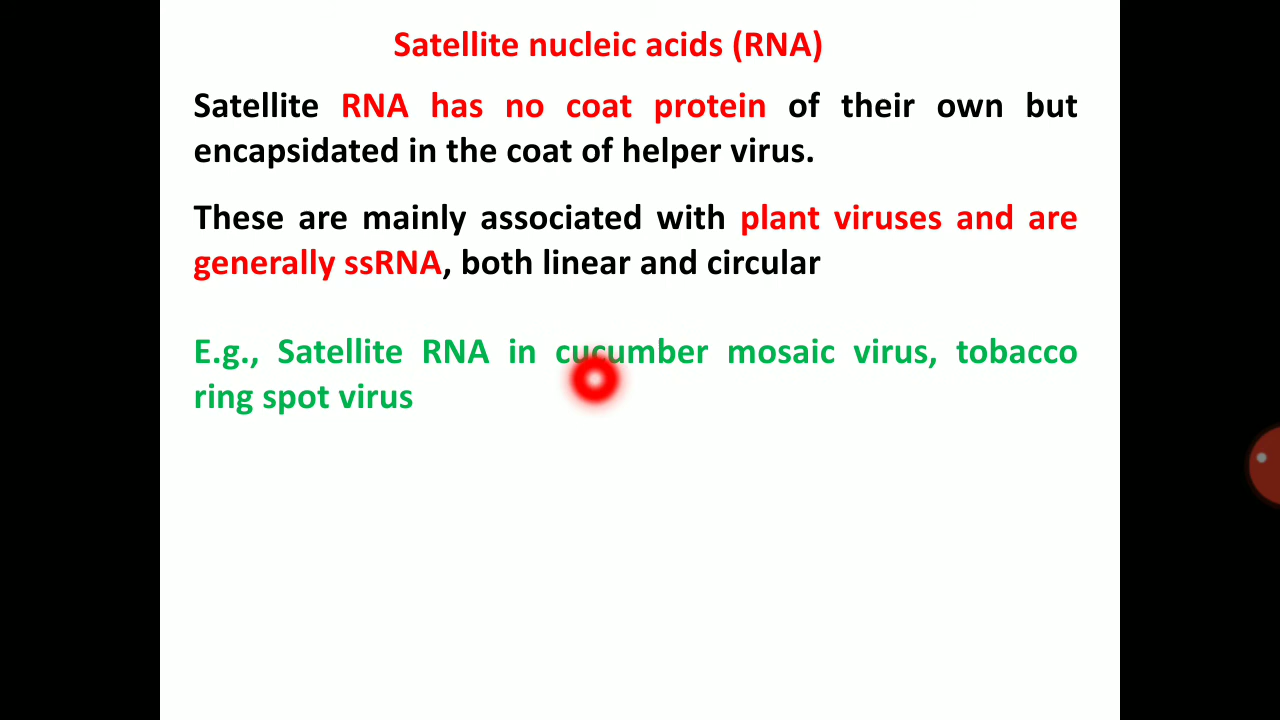 Satellite nucleic acids (RNA)
Satellite RNA has no coat protein of their own but
encapsidated in the coat of helper virus.
These are mainly associated with plant viruses and are
generally ssRNA, both linear and circular
E.g., Satellite RNA in cucumber mosaic virus, tobacco
ring spot virus